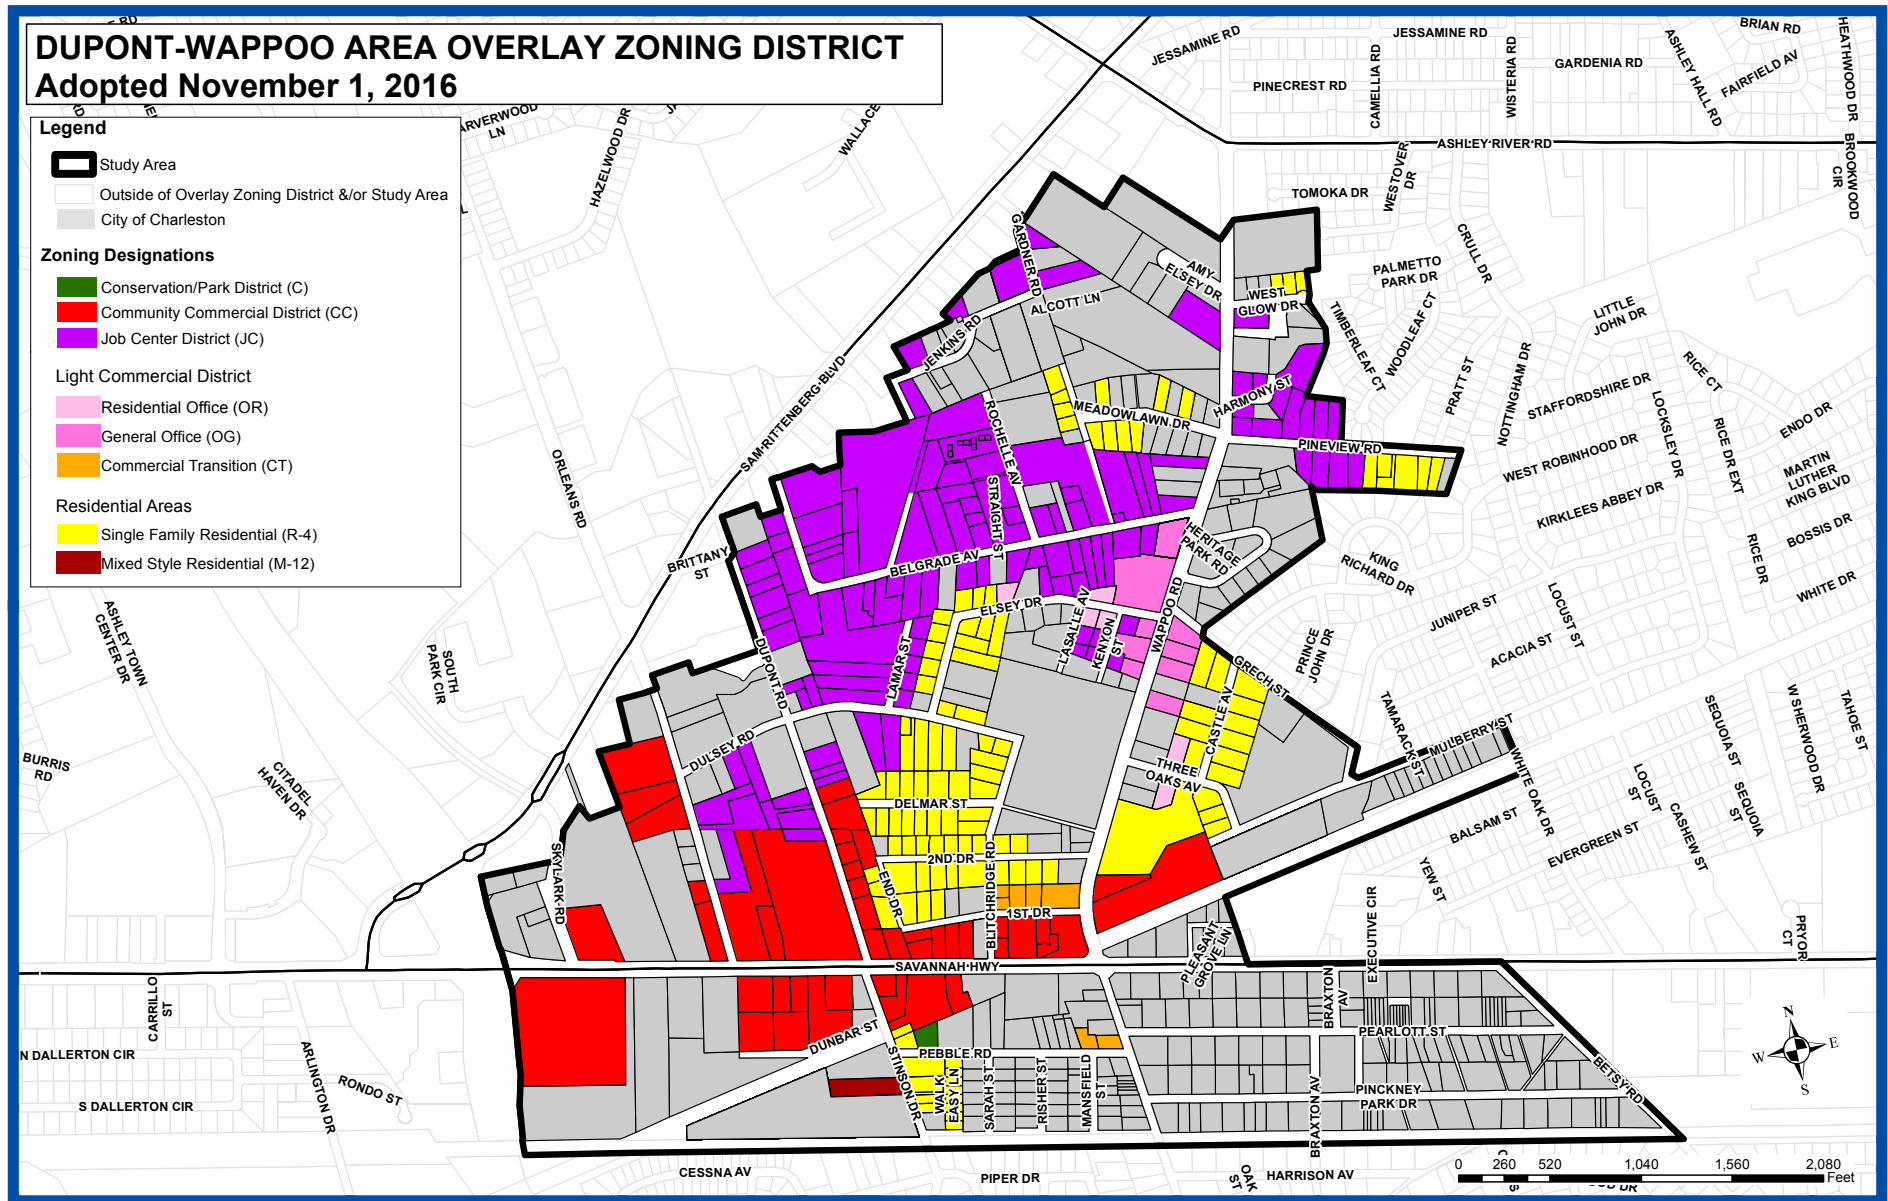 DUPONT-WAPPOO AREA OVERLAY ZONING DISTRICT
Adopted November 1, 2016
Legend
Study Area
Outside of Overlay Zoning District &/or Study Area
City of Charleston
Zoning Designations
Conservation/Park District (C)
Community Commercial District (CC)
Job Center District (JC)
Light Commercial District
Residential Office (OR)
General Office (OG)
Commercial Transition (CT)
Residential Areas
Single Family Residential (R-4)
Mixed Style Residential (M-12)
RD
LN
HAZELWOOD DR
WALLACE
JESSAMINE RD
JESSAMINE RD
BRIAN RD
HEATHWOOD DR
GARDENIA RD
ASHLEY HALL RD
FAIRFIELD AV
PINECREST RD
CAMELLIA RD
WISTERIA RD
ASHLEY RIVER RD
BROOKWOOD
CIR
TOMOKA DR
WESTOVER
DR
CRULL DR
PALMETTO
PARK DR
GARDNER RD
AMY
ELSEY DR
WEST
GLOW DR
ALCOTT LN
JENKINS RD
TIMBERLEAF CT
WOODLEAF CT
LITTLE
JOHN DR
RICE CT
SAM RITTENBERG BLVD
ORLEANS RD
ROCHELLE AV
MEADOWLAWN DR
HARMONY ST
PINEVIEW RD
PRATT ST
NOTTINGHAM DR
STAFFORDSHIRE DR
LOCKSLEY DR
RICE DR EXT
ENDO DR
WEST ROBINHOOD DR
MARTIN
LUTHER
KING BLVD
KIRKLEES ABBEY DR
BOSSIS DR
STRAIGHT ST
BRITTANY
ST
BELGRADE AV
HERITAGE
PARK RD
KING
RICHARD DR
RICE DR
WHITE DR
ELSEY DR
LASALLE AV
KENYON
ST
WAPPOO RD
JUNIPER ST
LOCUST ST
ACACIA ST
PRINCE
JOHN DR
GRECH ST
ASHLEY TOWN
CENTER DR
SOUTH
PARK CIR
DUPONT RD
LAMAR ST
CASTLE AV
TAMARACK ST
MULBERRY ST
SEQUOIA ST
W SHERWOOD DR
TAHOE ST
BURRIS
RD
CITADEL
HAVEN DR
DULSEY RD
THREE
OAKS AV
WHITE OAK DR
LOCUST
ST
SEQUOIA
ST
CASHEW ST
DELMAR ST
BALSAM ST
EVERGREEN ST
SKYLARK RD
2ND DR
END DR
BLITCHRIDGE RD
1ST DR
YEW ST
EXECUTIVE CIR
PRYOR
CT
PLEASANT
GROVE LN
SAVANNAH HWY
CARRILLO
ST
BRAXTON
AV
PEARLOTT ST
N DALLERTON CIR
S DALLERTON CIR
ARLINGTON DR
RONDO ST
DUNBAR ST
STINSON DR
PEBBLE RD
WALK
EASY LN
SARAH ST
RISHER ST
MANSFIELD
ST
PINCKNEY
PARK DR
BETSY RD
BRAXTON AV
CESSNA AV
PIPER DR
OAK
ST
HARRISON AV
N
W
E
S
0 260 520 1,040 1,560 2,080
Feet